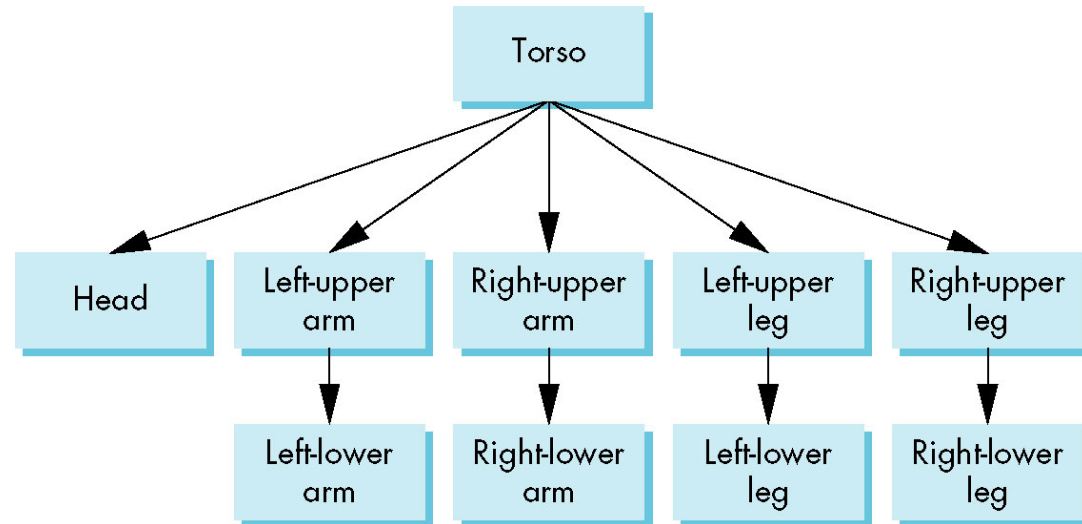 Torso
Head
Left-upper
arm
Right-upper
arm
Left-upper
leg
Right-upper
leg
Left-lower
arm
Right-lower
arm
Left-lower
leg
Right-lower
leg